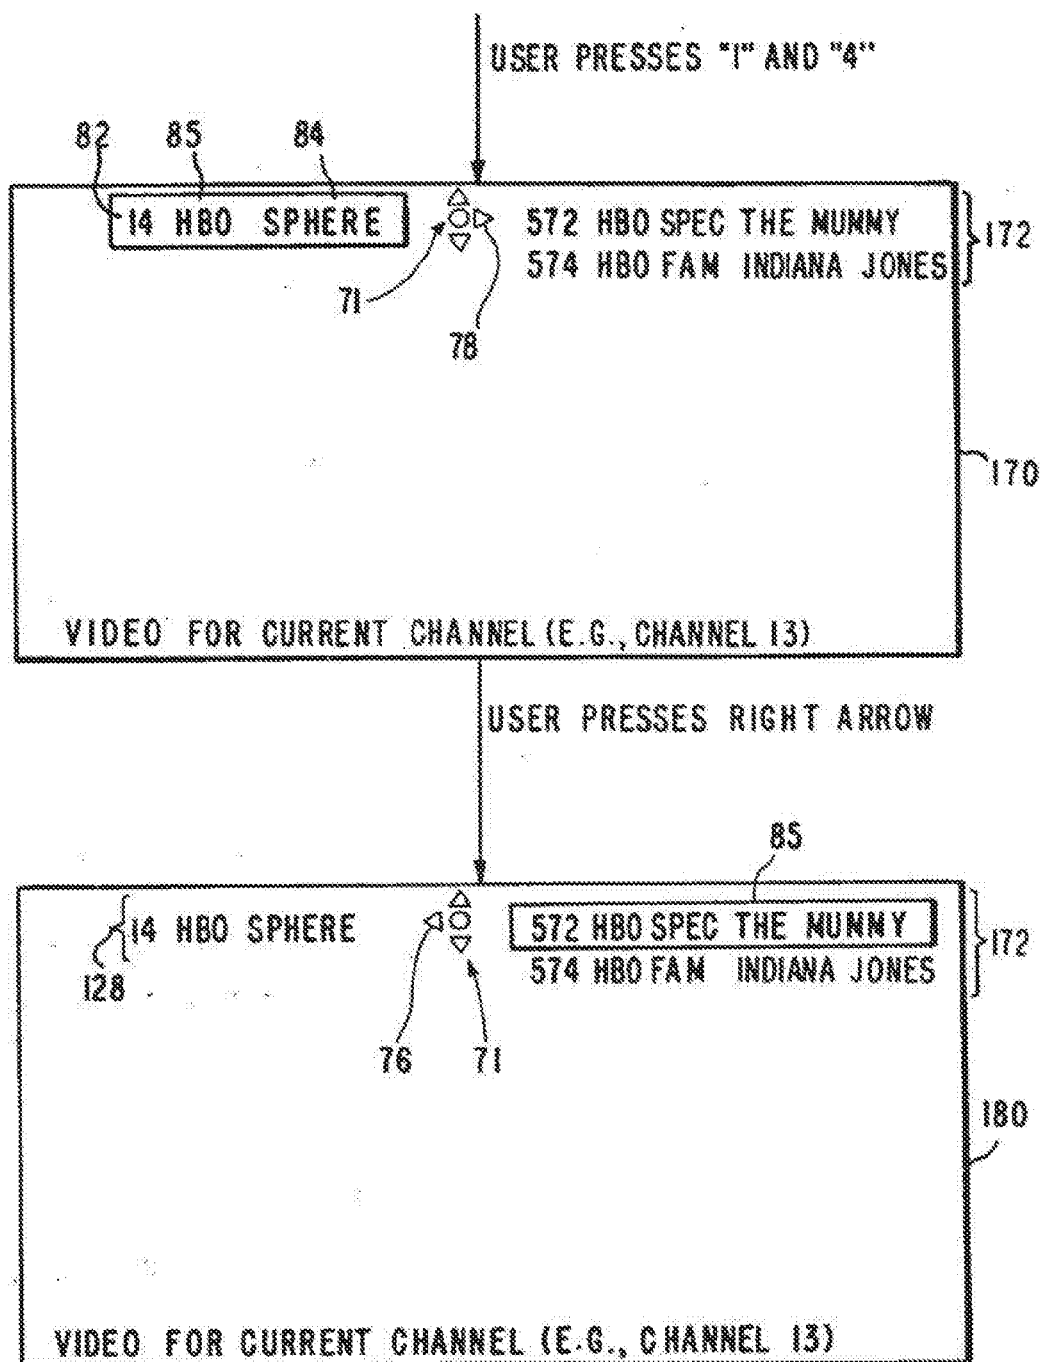 USER PRESSES "1" AND "4"
82 85 84
14 HBO SPHERE
572 HBO SPEC THE MUMMY
574 HBO FAM INDIANA JONES
172
71
78
170
VIDEO FOR CURRENT CHANNEL (E.G., CHANNEL 13)
USER PRESSES RIGHT ARROW
85
14 HBO SPHERE
572 HBO SPEC THE MUMMY
574 HBO FAM INDIANA JONES
172
128
76 71
180
VIDEO FOR CURRENT CHANNEL (E.G., CHANNEL 13)